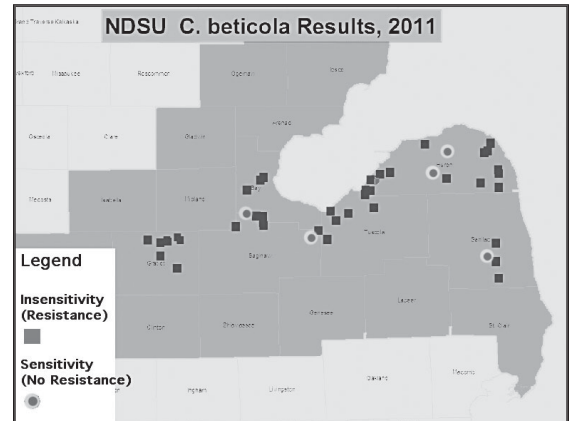 NDSU C. beticola Results, 2011
Missaukee
Roscommon
Ogemaw
Iosco
Clare
Arenac
Gladwin
Mecosta
Isabella
Midland
Bay
Huron
Tuscola
Sanilac
Gratiot
Saginaw
Genesee
Lapeer
Clinton
Shiawassee
St. Clair
Ingham
Livingston
Oakland
Macomb
Legend
Insensitivity
(Resistance)
Sensitivity
(No Resistance)